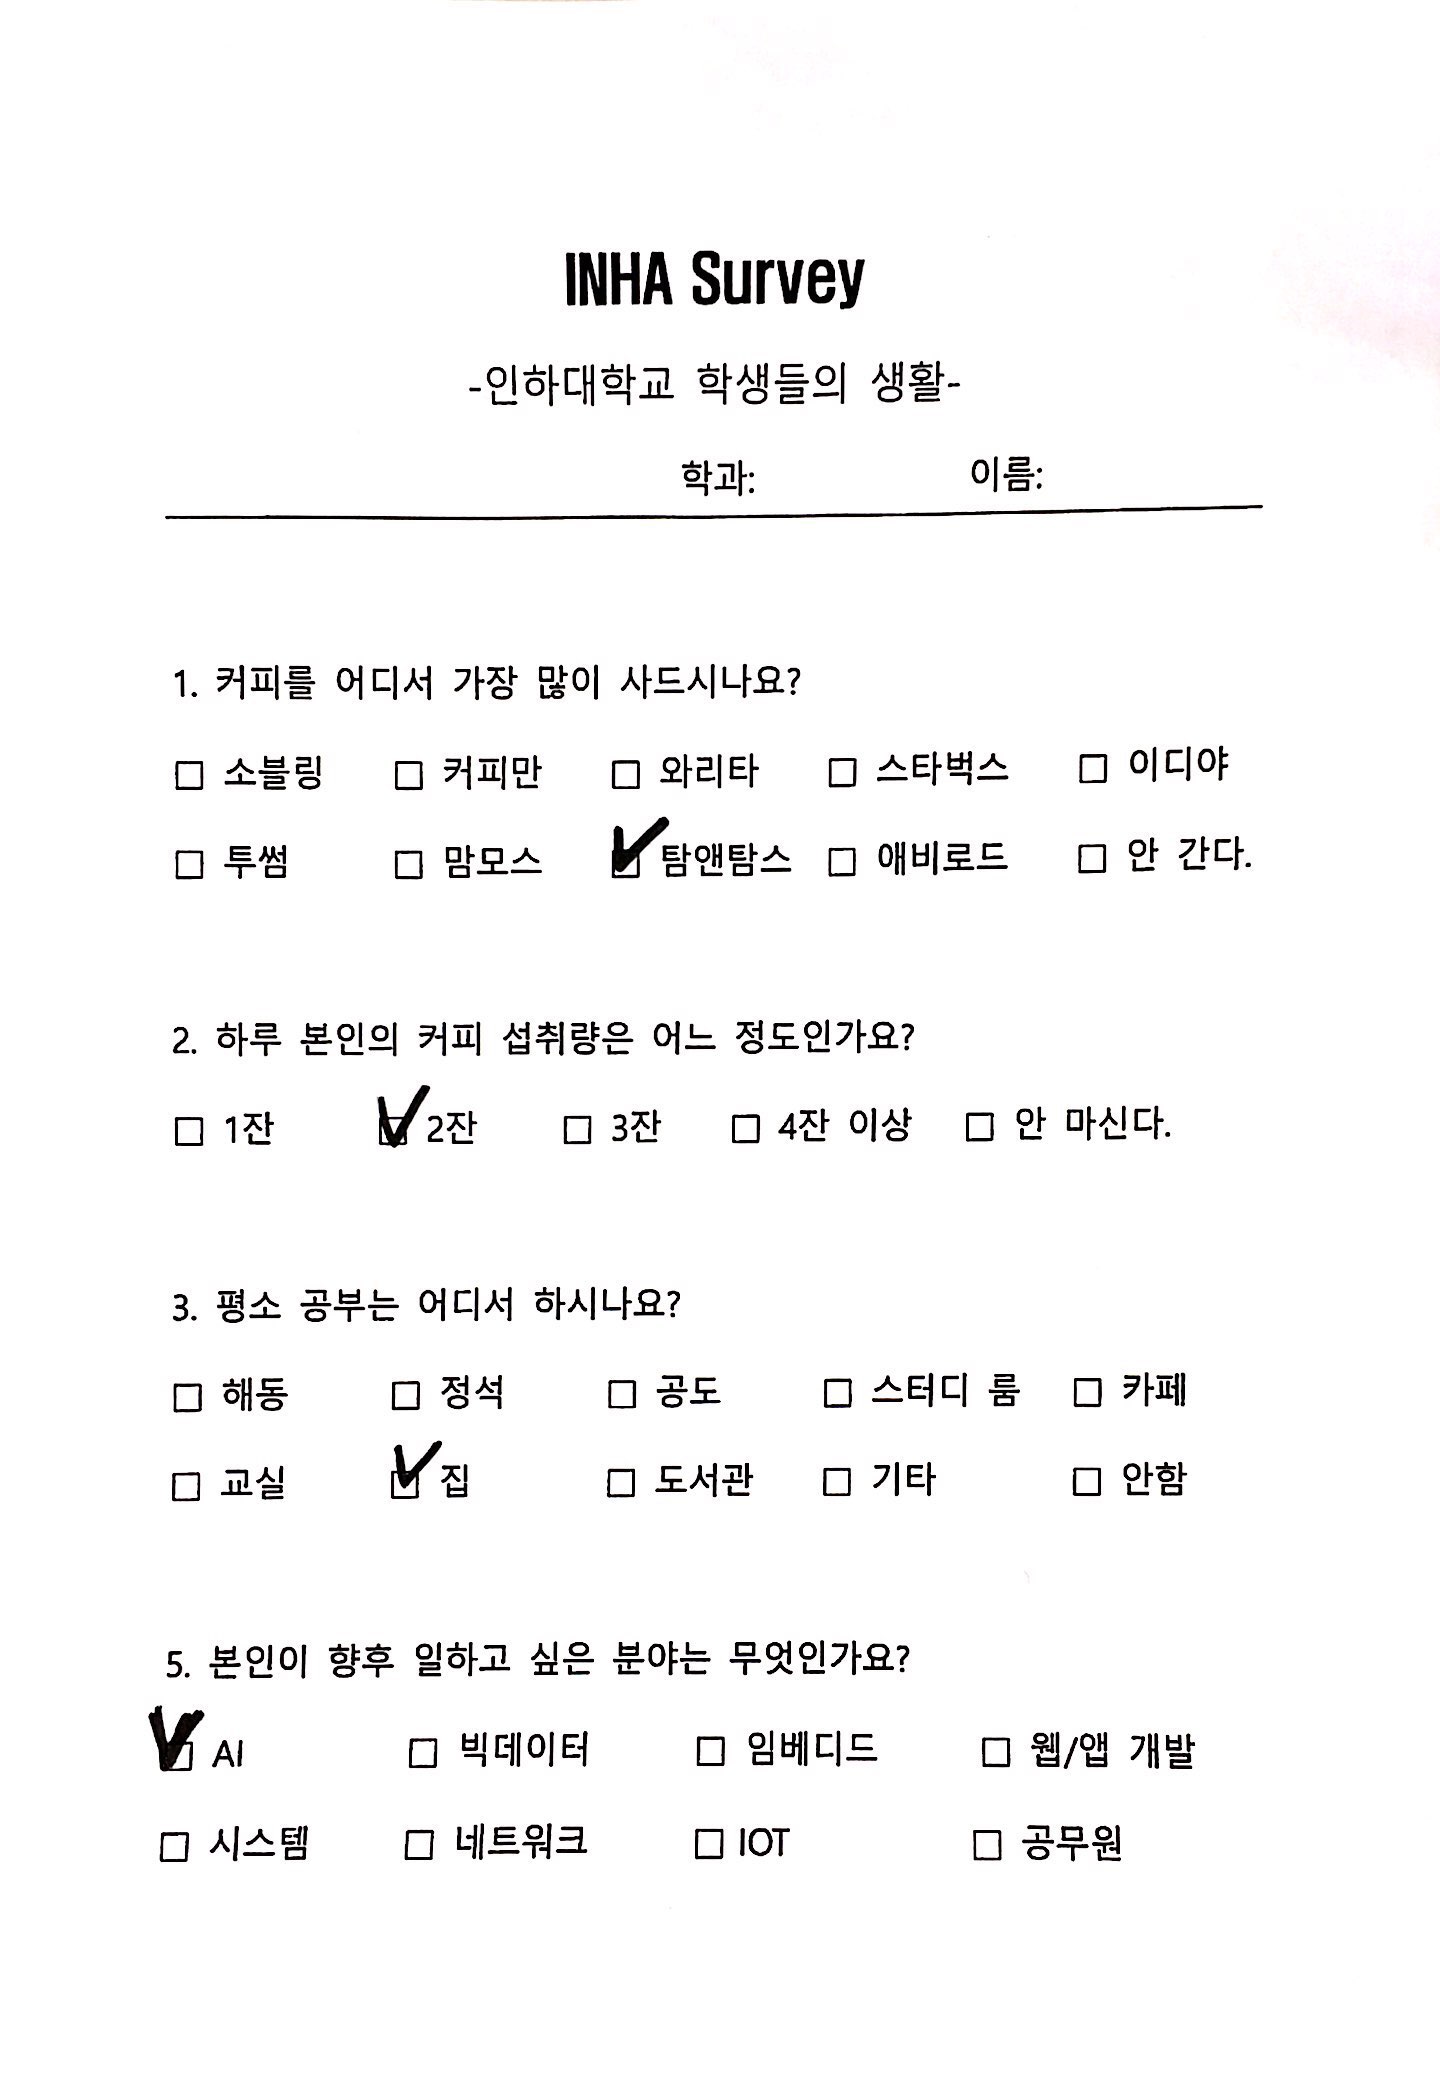 INHA Survey
-인하대학교 학생들의 생활-
학과: 이름:
1. 커피를 어디서 가장 많이 사드시나요?
□ 소블링 □ 커피만 □ 와리타 □ 스타벅스 □ 이디야
□ 투썸 □ 맘모스 ☑ 탐앤탐스 □ 애비로드 □ 안 간다.
2. 하루 본인의 커피 섭취량은 어느 정도인가요?
□ 1잔 ☑ 2잔 □ 3잔 □ 4잔 이상 □ 안 마신다.
3. 평소 공부는 어디서 하시나요?
□ 해동 □ 정석 □ 공도 □ 스터디 룸 □ 카페
□ 교실 ☑ 집 □ 도서관 □ 기타 □ 안함
5. 본인이 향후 일하고 싶은 분야는 무엇인가요?
☑ AI □ 빅데이터 □ 임베디드 □ 웹/앱 개발
□ 시스템 □ 네트워크 □ IOT □ 공무원